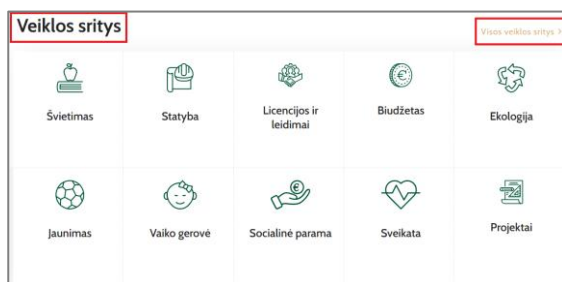 Veiklos sritys
Visos veiklos sritys >
Švietimas
Statyba
Licencijos ir
leidimai
Biudžetas
Ekologija
Jaunimas
Vaiko gerovė
Socialinė parama
Sveikata
Projektai